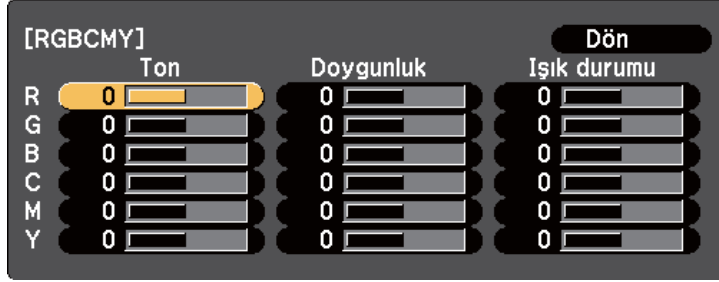 [RGBCMY] Dön
Ton Doygunluk Işık durumu
R 0 0 0
G 0 0 0
B 0 0 0
C 0 0 0
M 0 0 0
Y 0 0 0